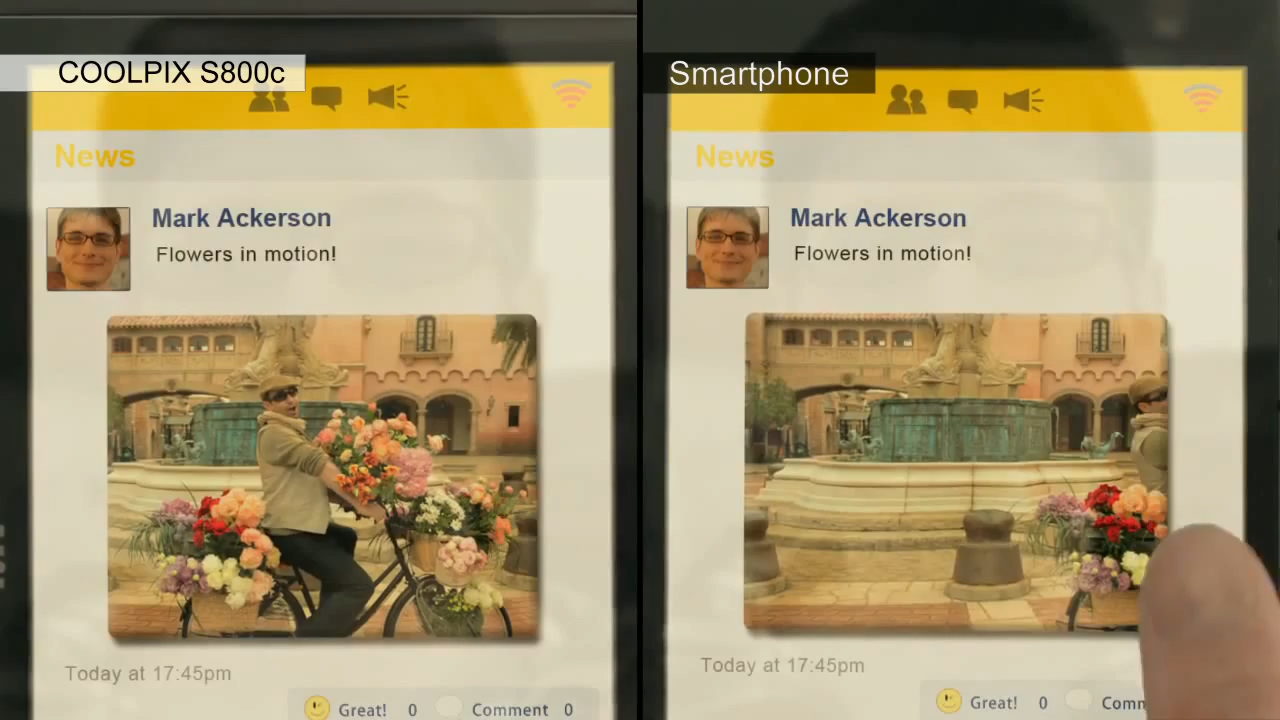 COOLPIX S800c
News
Mark Ackerson
Flowers in motion!
Today at 17:45pm
Great! 0 Comment 0
Smartphone
News
Mark Ackerson
Flowers in motion!
Today at 17:45pm
Great! 0 Comm